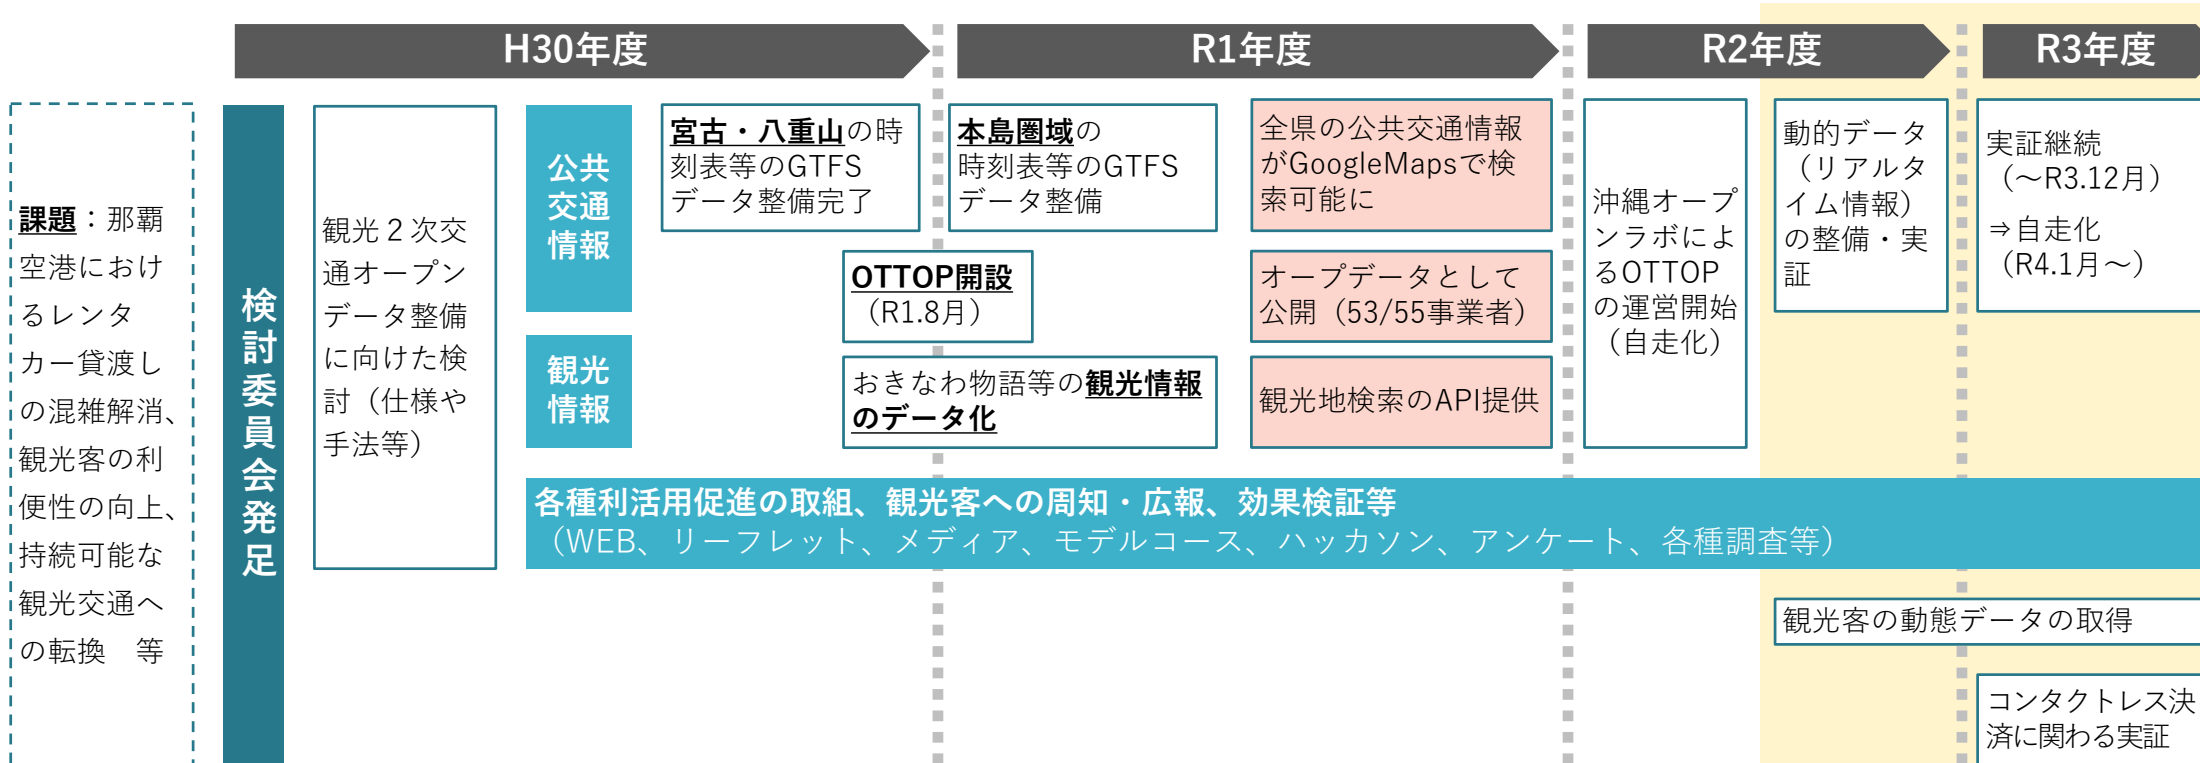 H30年度
R1年度
R2年度
R3年度
課題：那覇
空港におけ
るレンタ
カー貸渡し
の混雑解消、
観光客の利
便性の向上、
持続可能な
観光交通へ
の転換　等
検討委員会発足
観光２次交
通オープン
データ整備
に向けた検
討（仕様や
手法等）
公共
交通
情報
宮古・八重山の時
刻表等のGTFS
データ整備完了
本島圏域の
時刻表等のGTFS
データ整備
全県の公共交通情報
がGoogleMapsで検
索可能に
OTTOP開設
（R1.8月）
オープデータとして
公開（53/55事業者）
観光
情報
おきなわ物語等の観光情報
のデータ化
観光地検索のAPI提供
沖縄オープ
ンラボによ
るOTTOP
の運営開始
（自走化）
動的データ
（リアルタ
イム情報）
の整備・実
証
実証継続
（～R3.12月）
⇒自走化
（R4.1月～）
各種利活用促進の取組、観光客への周知・広報、効果検証等
（WEB、リーフレット、メディア、モデルコース、ハッカソン、アンケート、各種調査等）
観光客の動態データの取得
コンタクトレス決
済に関わる実証